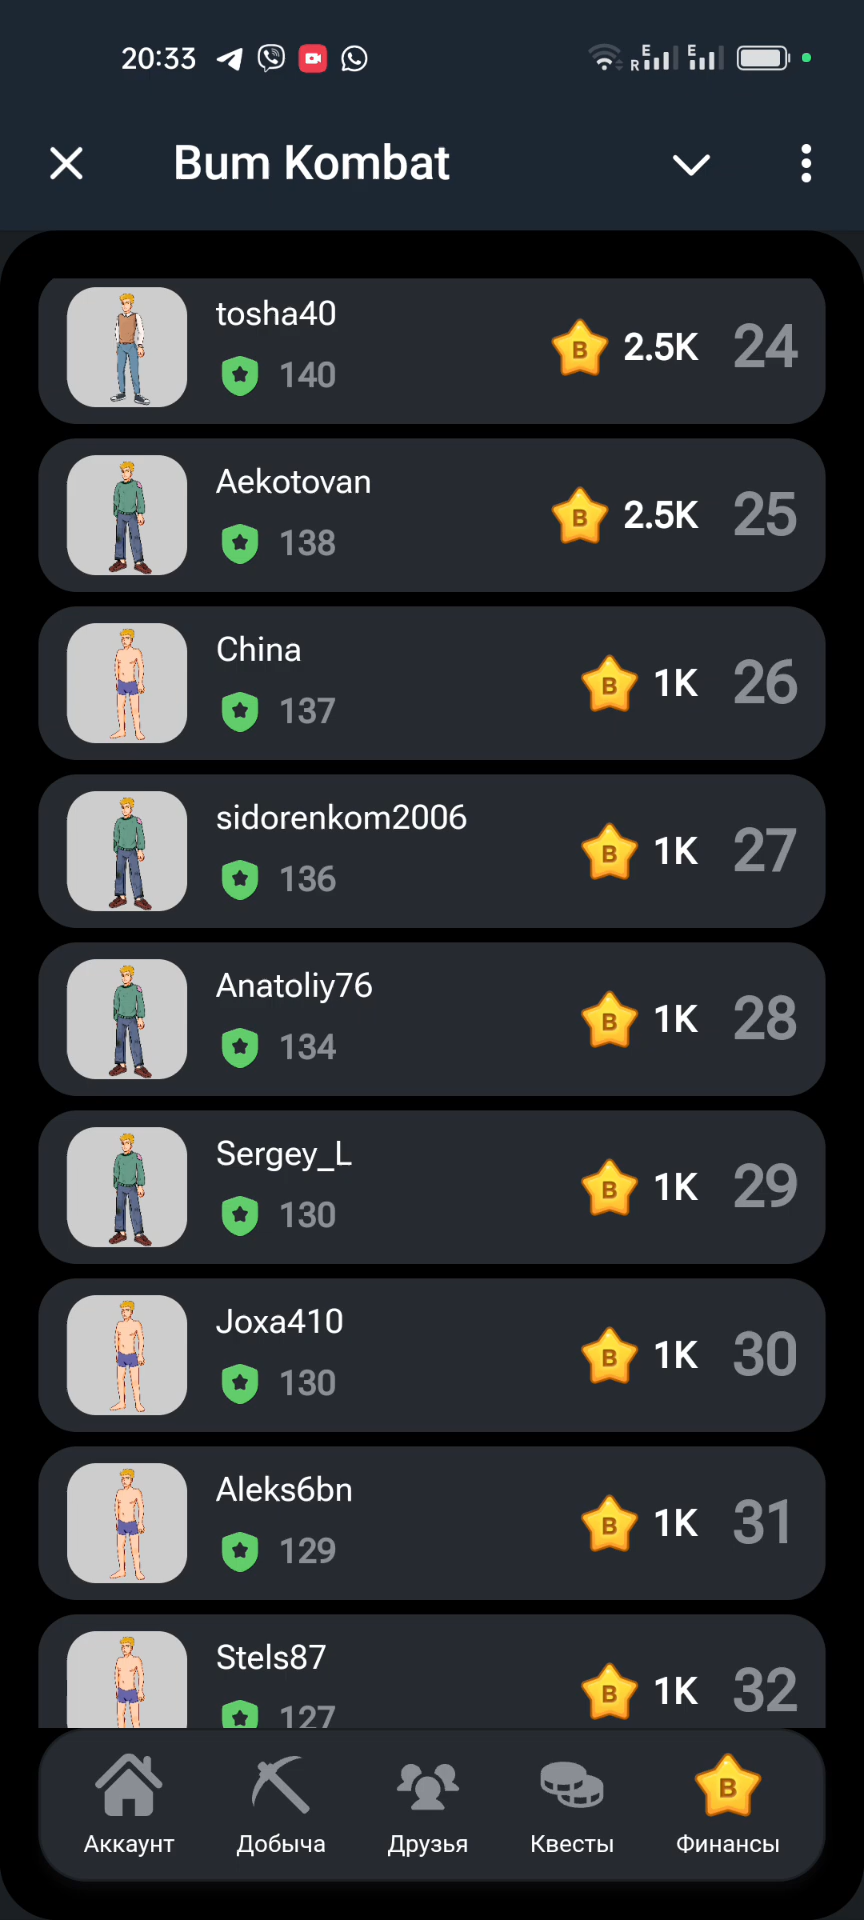 20:33
R E E
Bum Kombat
tosha40
140
B 2.5K 24
Aekotovan
138
B 2.5K 25
China
137
B 1K 26
sidorenkom2006
136
B 1K 27
Anatoliy76
134
B 1K 28
Sergey_L
130
B 1K 29
Joxa410
130
B 1K 30
Aleks6bn
129
B 1K 31
Stels87
127
B 1K 32
B
Аккаунт Добыча Друзья Квесты Финансы